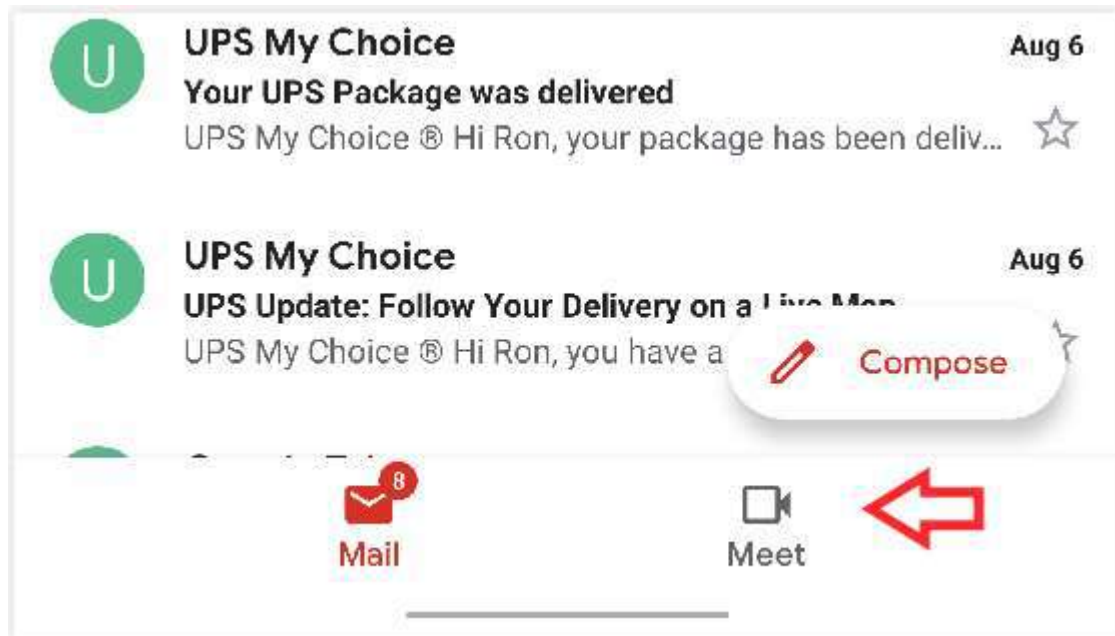 U
UPS My Choice
Aug 6
Your UPS Package was delivered
UPS My Choice ® Hi Ron, your package has been deliv...
U
UPS My Choice
Aug 6
UPS Update: Follow Your Delivery on a
UPS My Choice ® Hi Ron, you have a
Compose
8
Mail
Meet